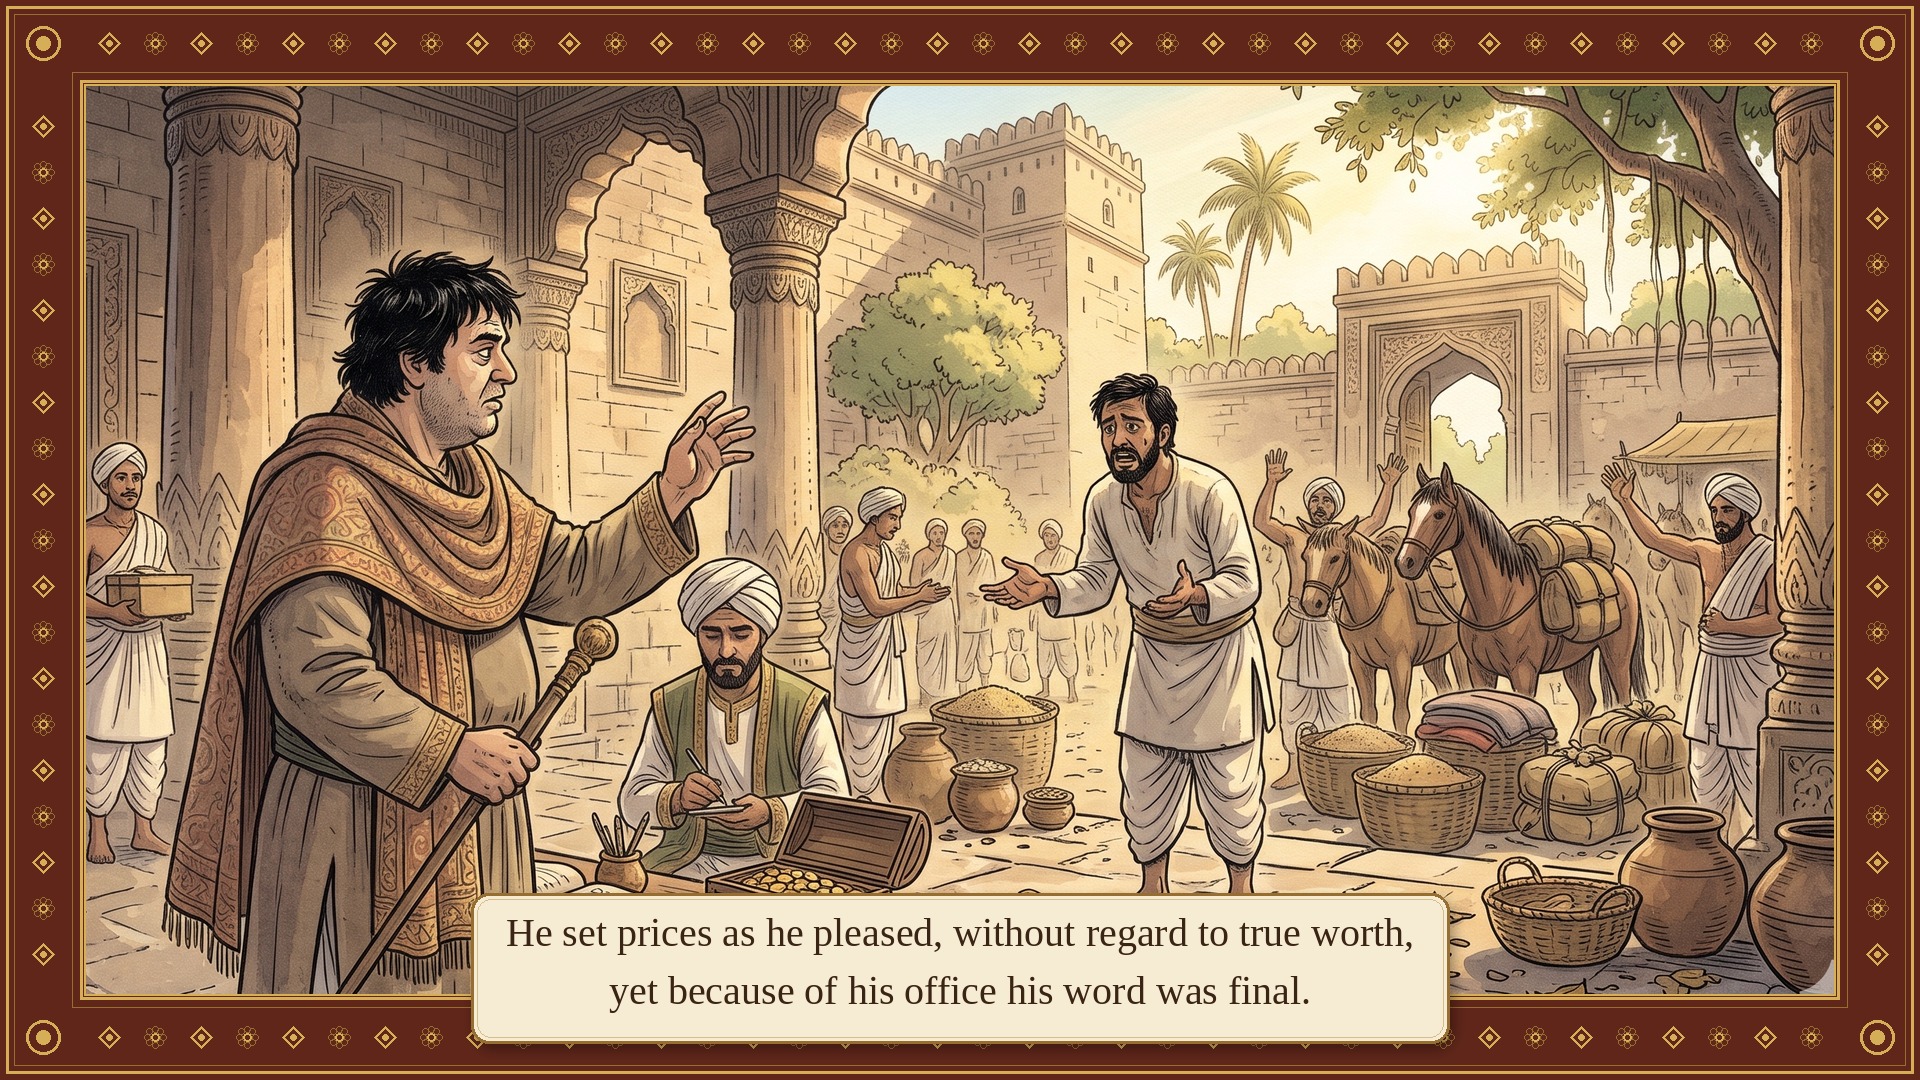 He set prices as he pleased, without regard to true worth,
yet because of his office his word was final.